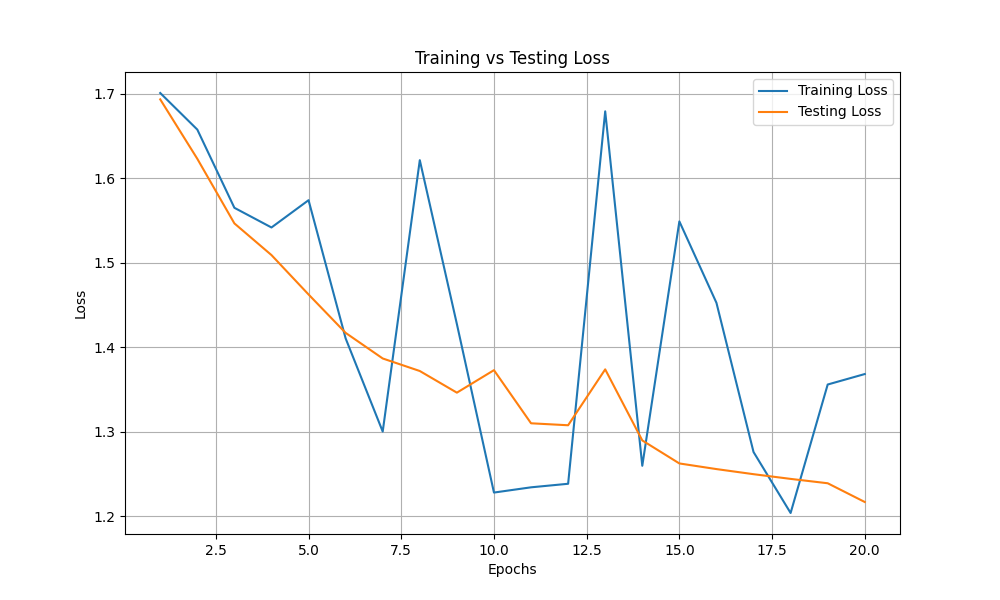 Training vs Testing Loss
Training Loss
Testing Loss
1.7
1.6
1.5
1.4
1.3
1.2
Loss
2.5 5.0 7.5 10.0 12.5 15.0 17.5 20.0
Epochs